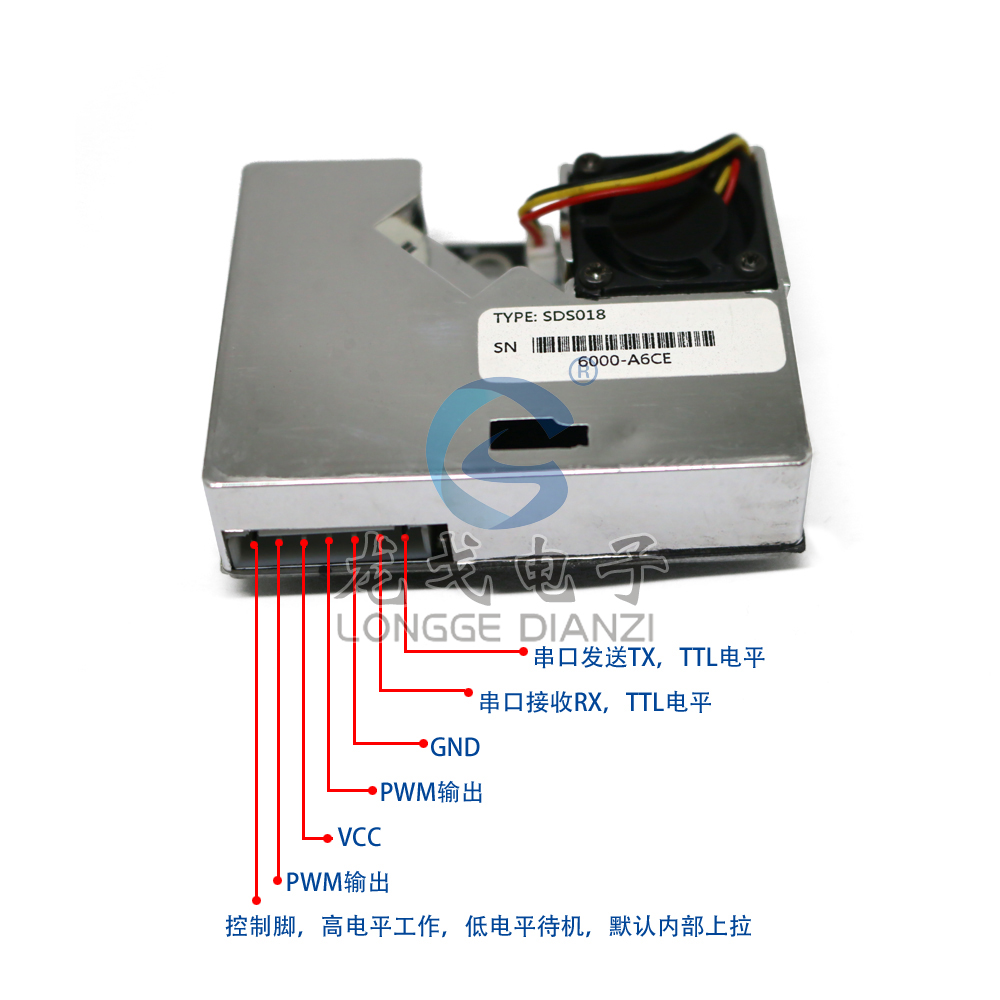 TYPE: SDS018
SN
6000-A6CE
®
龙戈电子
LONGGE DIANZI
串口发送TX，TTL电平
串口接收RX，TTL电平
GND
PWM输出
VCC
PWM输出
控制脚，高电平工作，低电平待机，默认内部上拉